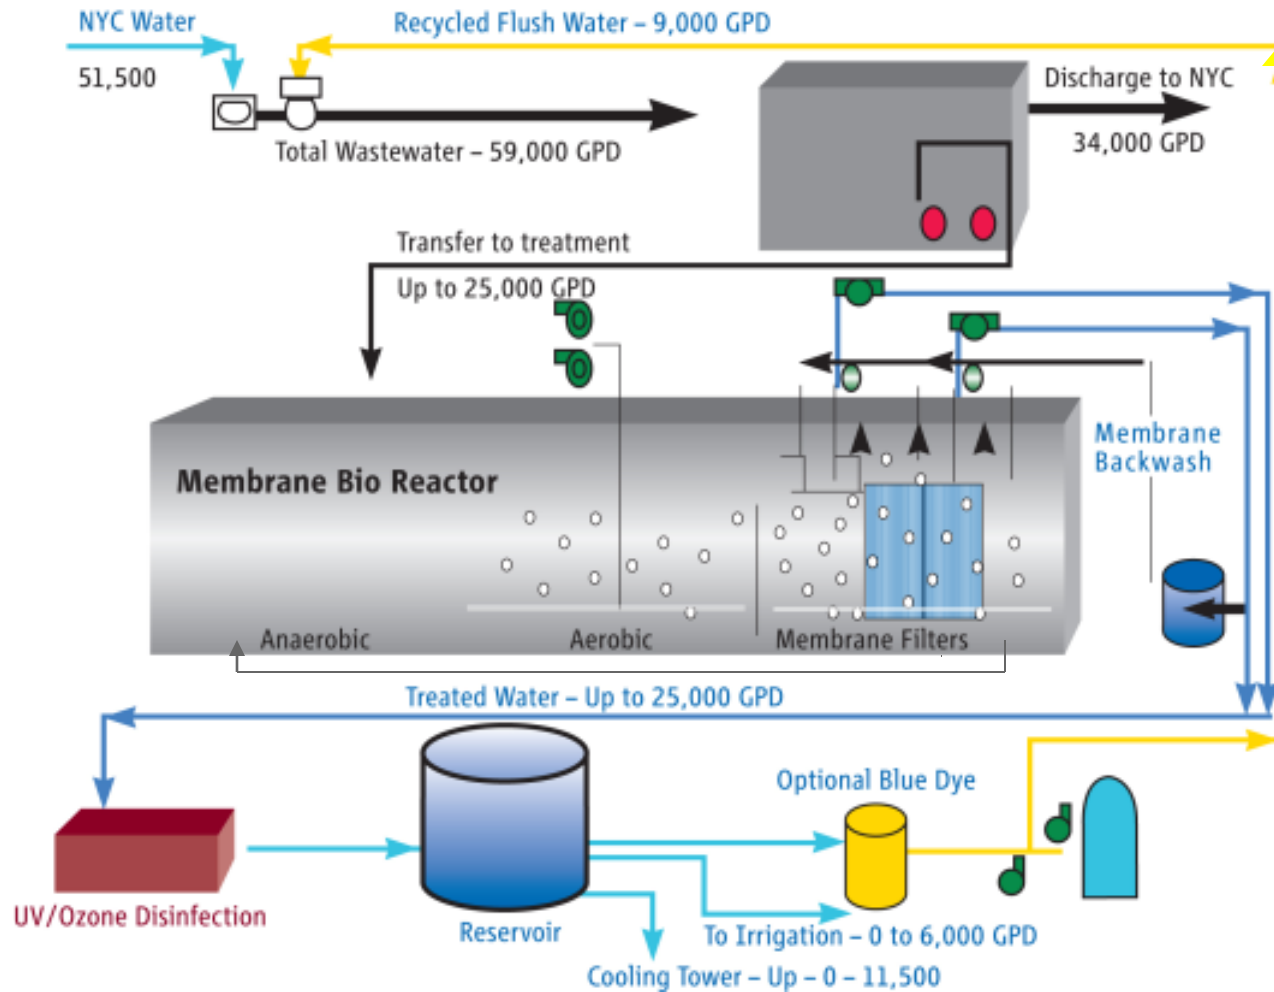 NYC Water
Recycled Flush Water – 9,000 GPD
51,500
Discharge to NYC
34,000 GPD
Total Wastewater – 59,000 GPD
Transfer to treatment
Up to 25,000 GPD
Membrane
Backwash
Membrane Bio Reactor
Anaerobic
Aerobic
Membrane Filters
Treated Water – Up to 25,000 GPD
Optional Blue Dye
UV/Ozone Disinfection
Reservoir
To Irrigation – 0 to 6,000 GPD
Cooling Tower – Up – 0 – 11,500